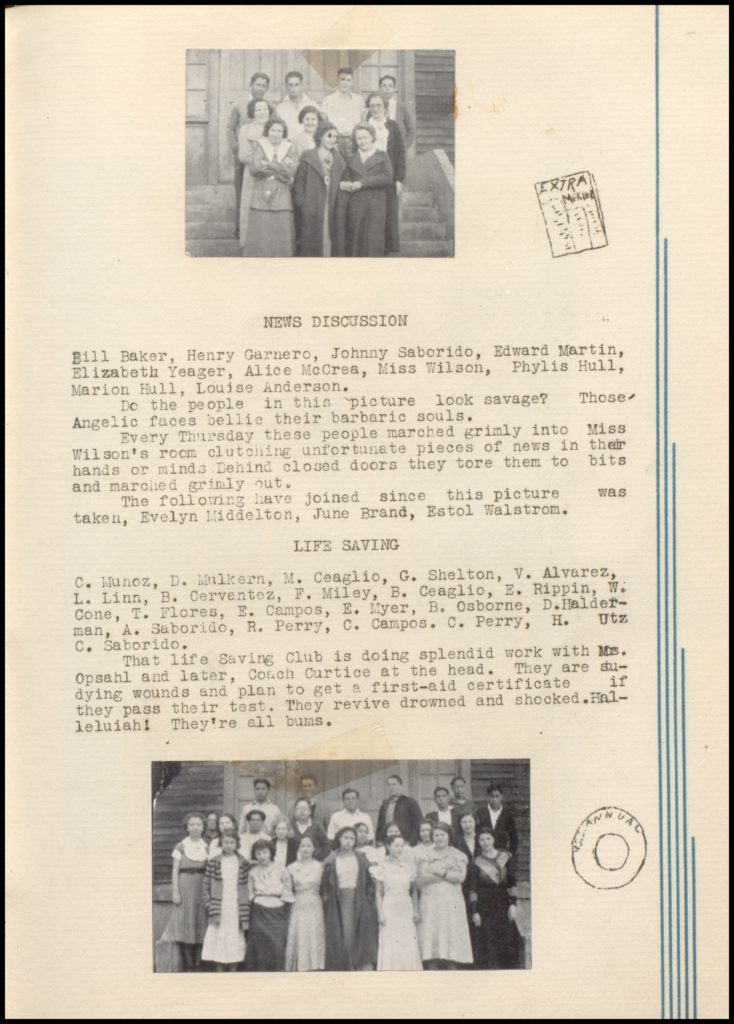 EXTRA
MURDER
NEWS DISCUSSION
Bill Baker, Henry Garnero, Johnny Saborido, Edward Martin,
Elizabeth Yeager, Alice McCrea, Miss Wilson, Phylis Hull,
Marion Hull, Louise Anderson.
Do the people in this picture look savage? Those
Angelic faces bellie their barbaric souls.
Every Thursday these people marched grimly into Miss
Wilson's room clutching unfortunate pieces of news in their
hands or minds. Behind closed doors they tore them to bits
and marched grimly out.
The following have joined since this picture was
taken, Evelyn Middelton, June Brand, Estol Walstrom.
LIFE SAVING
C. Munoz, D. Mulkern, M. Ceaglio, G. Shelton, V. Alvarez,
L. Linn, B. Cervantez, F. Miley, B. Ceaglio, E. Rippin, W.
Cone, T. Flores, E. Campos, E. Myer, B. Osborne, D.Halder-
man, A. Saborido, R. Perry, C. Campos. C. Perry, H. Utz
C. Saborido.
That life Saving Club is doing splendid work with Mrs.
Opsahl and later, Coach Curtice at the head. They are stu-
dying wounds and plan to get a first-aid certificate if
they pass their test. They revive drowned and shocked.Hal-
leluiah! They're all bums.
ANNUAL